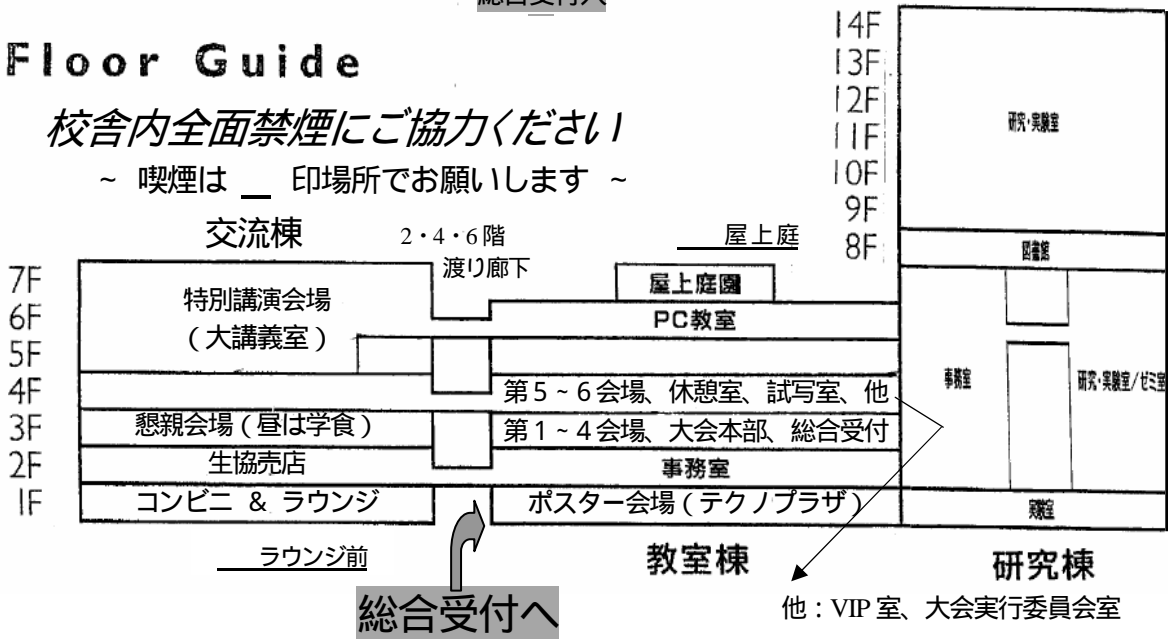 総合受付へ
Floor Guide
校舎内全面禁煙にご協力ください
~ 喫煙は 印場所でお願いします ~
交流棟
2・4・6階
渡り廊下
屋上庭
14F
13F
12F
11F
10F
9F
8F
研究・実験室
図書館
7F
6F
5F
4F
3F
2F
1F
特別講演会場
(大講義室)
屋上庭園
PC教室
第5~6会場、休憩室、試写室、他
懇親会場(昼は学食)
第1~4会場、大会本部、総合受付
生協売店
事務室
コンビニ & ラウンジ
ポスター会場(テクノプラザ)
事務室
研究・実験室/ゼミ室
実験室
ラウンジ前
教室棟
研究棟
総合受付へ
他:VIP室、大会実行委員会室